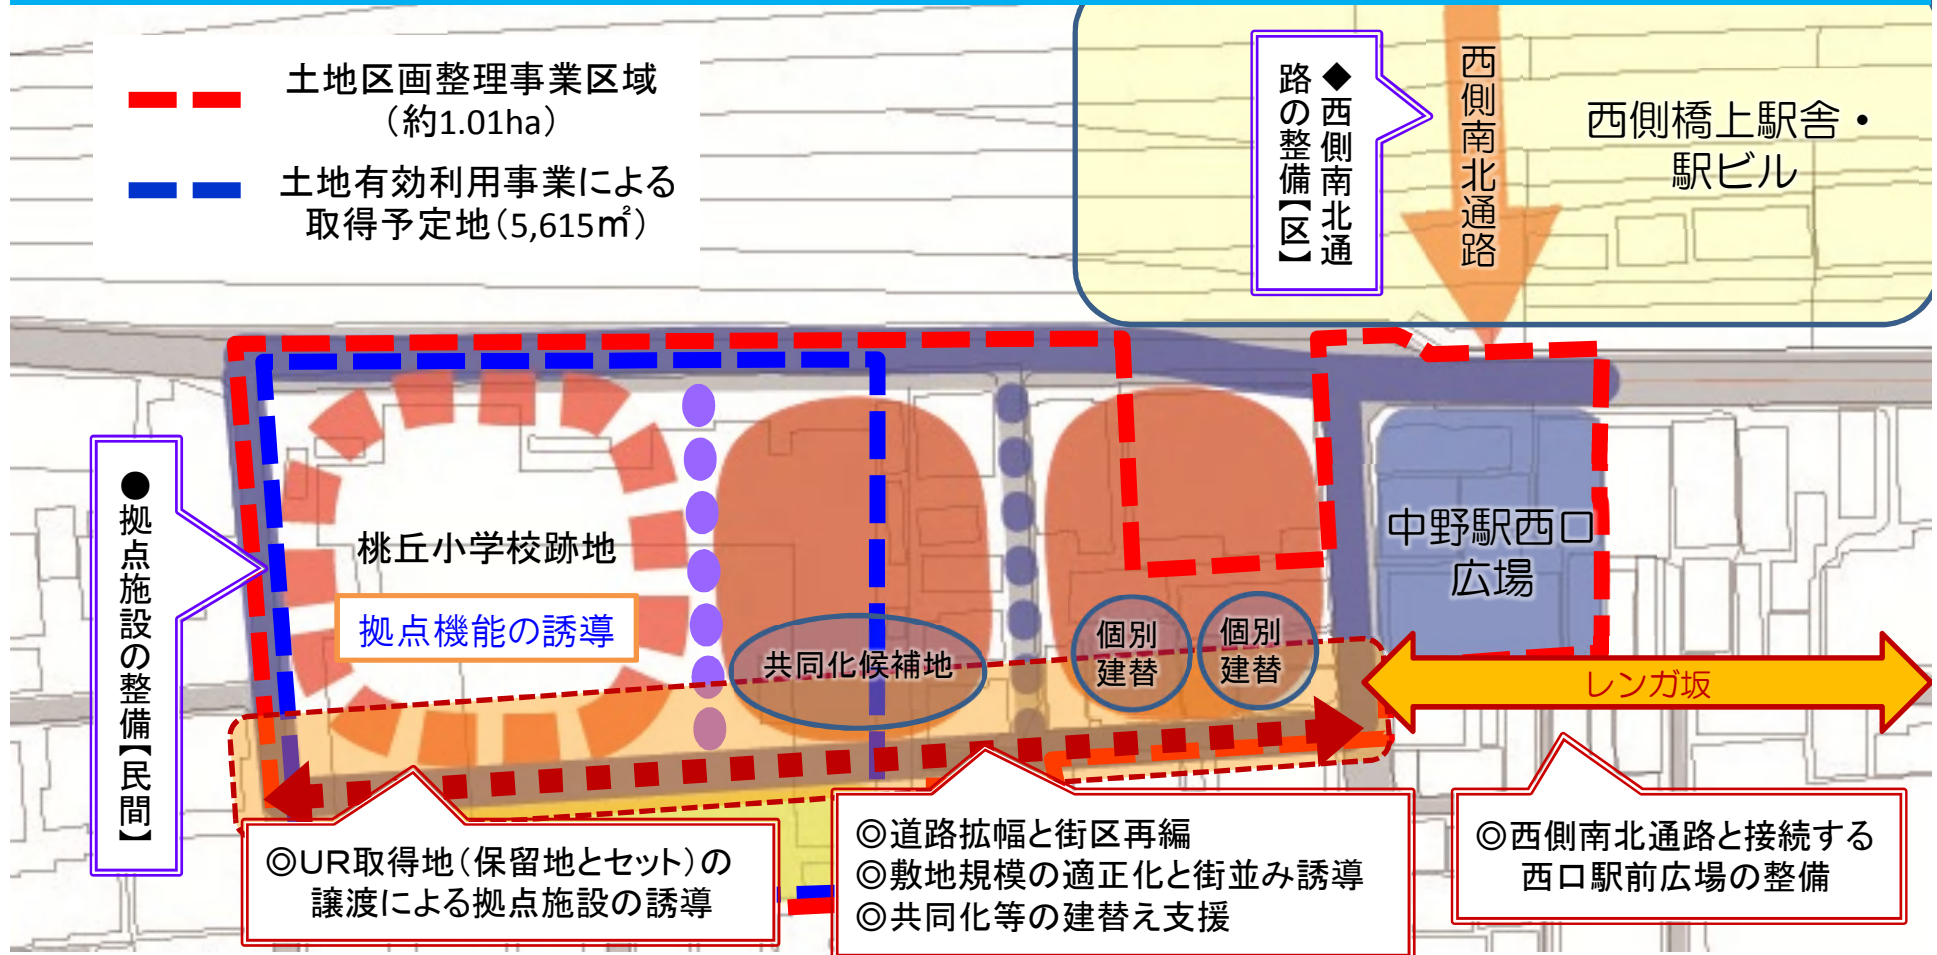 土地区画整理事業区域
（約1.01ha）
土地有効利用事業による
取得予定地（5,615㎡）
◆西側南北通
路の整備【区】
西側南北通路
西側橋上駅舎・
駅ビル
●拠点施設の整備【民間】
桃丘小学校跡地
拠点機能の誘導
共同化候補地
個別
建替
個別
建替
中野駅西口
広場
レンガ坂
◎ＵＲ取得地（保留地とセット）の
譲渡による拠点施設の誘導
◎道路拡幅と街区再編
◎敷地規模の適正化と街並み誘導
◎共同化等の建替え支援
◎西側南北通路と接続する
西口駅前広場の整備